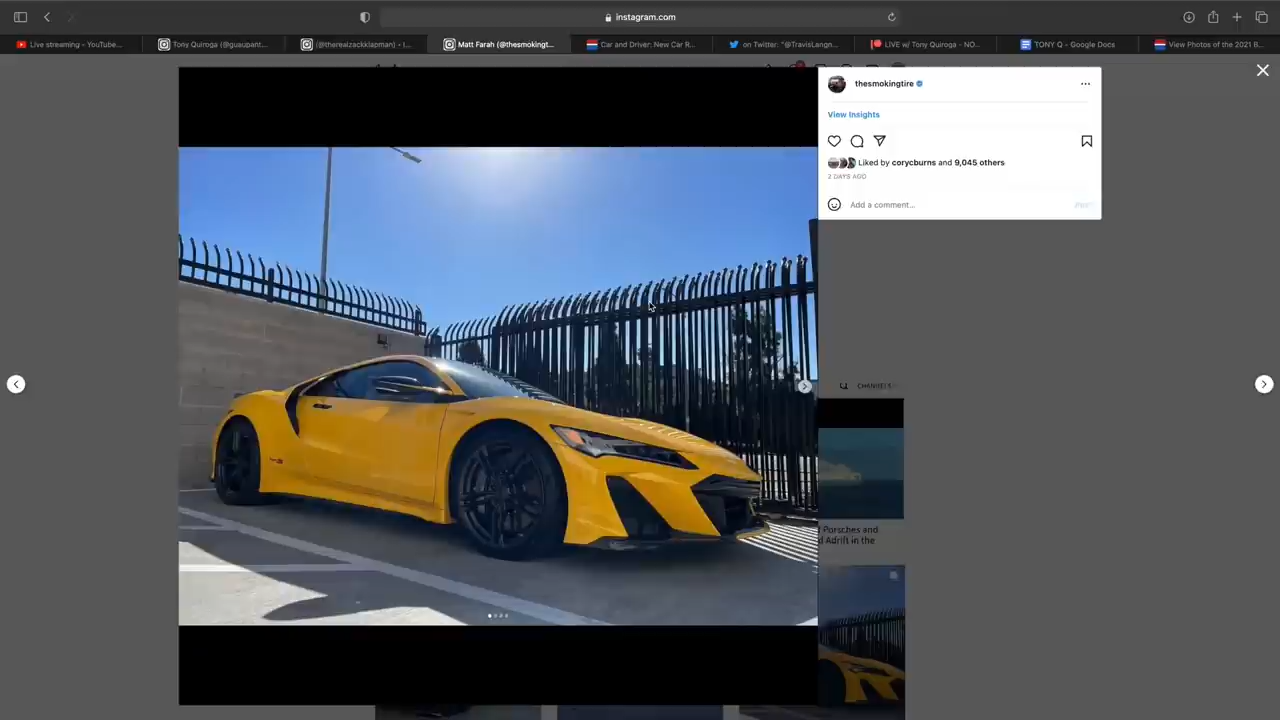 instagram.com
Live streaming - YouTube...
Tony Quiroga (@guaupant...
(@therealzackklapman) • I...
Matt Farah (@thesmokingt...
Car and Driver: New Car R...
on Twitter: "@TravisLangn...
LIVE w/ Tony Quiroga - NO...
TONY Q - Google Docs
View Photos of the 2021 B...
thesmokingtire
View Insights
Liked by corycburns and 9,045 others
2 DAYS AGO
Add a comment...
Post
CHANNELS
Porsches and
d Adrift in the